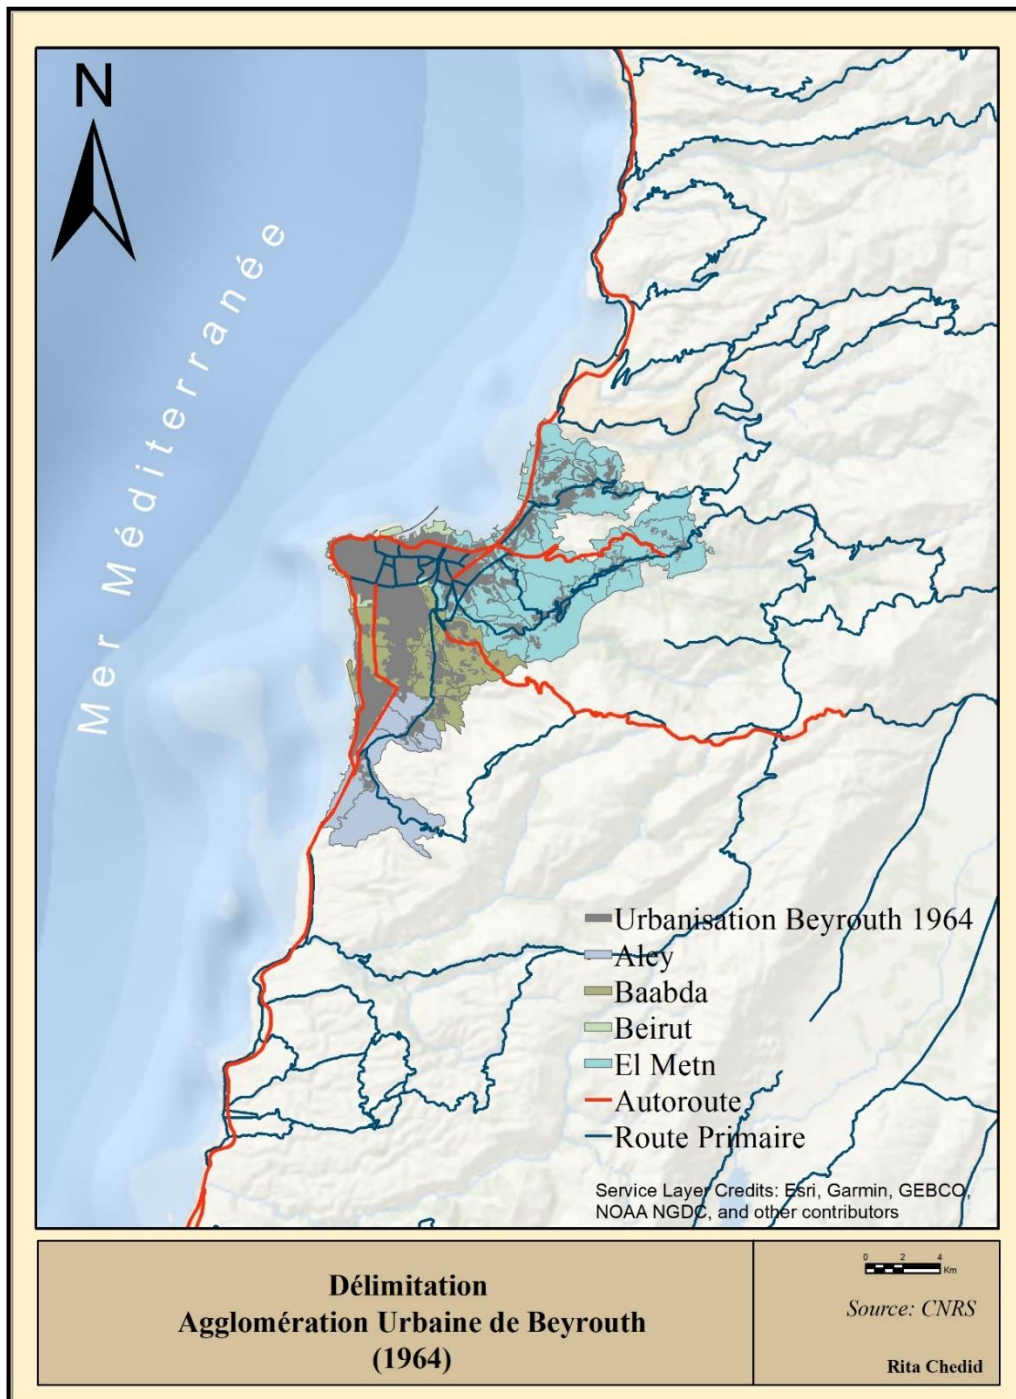 N
Mer Méditerranée
Urbanisation Beyrouth 1964
Aley
Baabda
Beirut
El Metn
Autoroute
Route Primaire
Service Layer Credits: Esri, Garmin, GEBCO,
NOAA NGDC, and other contributors
Délimitation
Agglomération Urbaine de Beyrouth
(1964)
0 2 4
Km
Source: CNRS
Rita Chedid